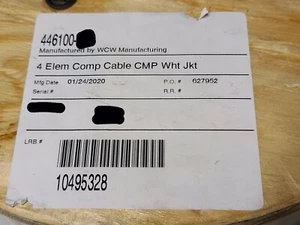 446100-
Manufactured by WCW Manufacturing
4 Elem Comp Cable CMP Wht Jkt
Mfg Date 01/24/2020 P.O. # 627952
Serial # R.R. #
LRB #
10495328